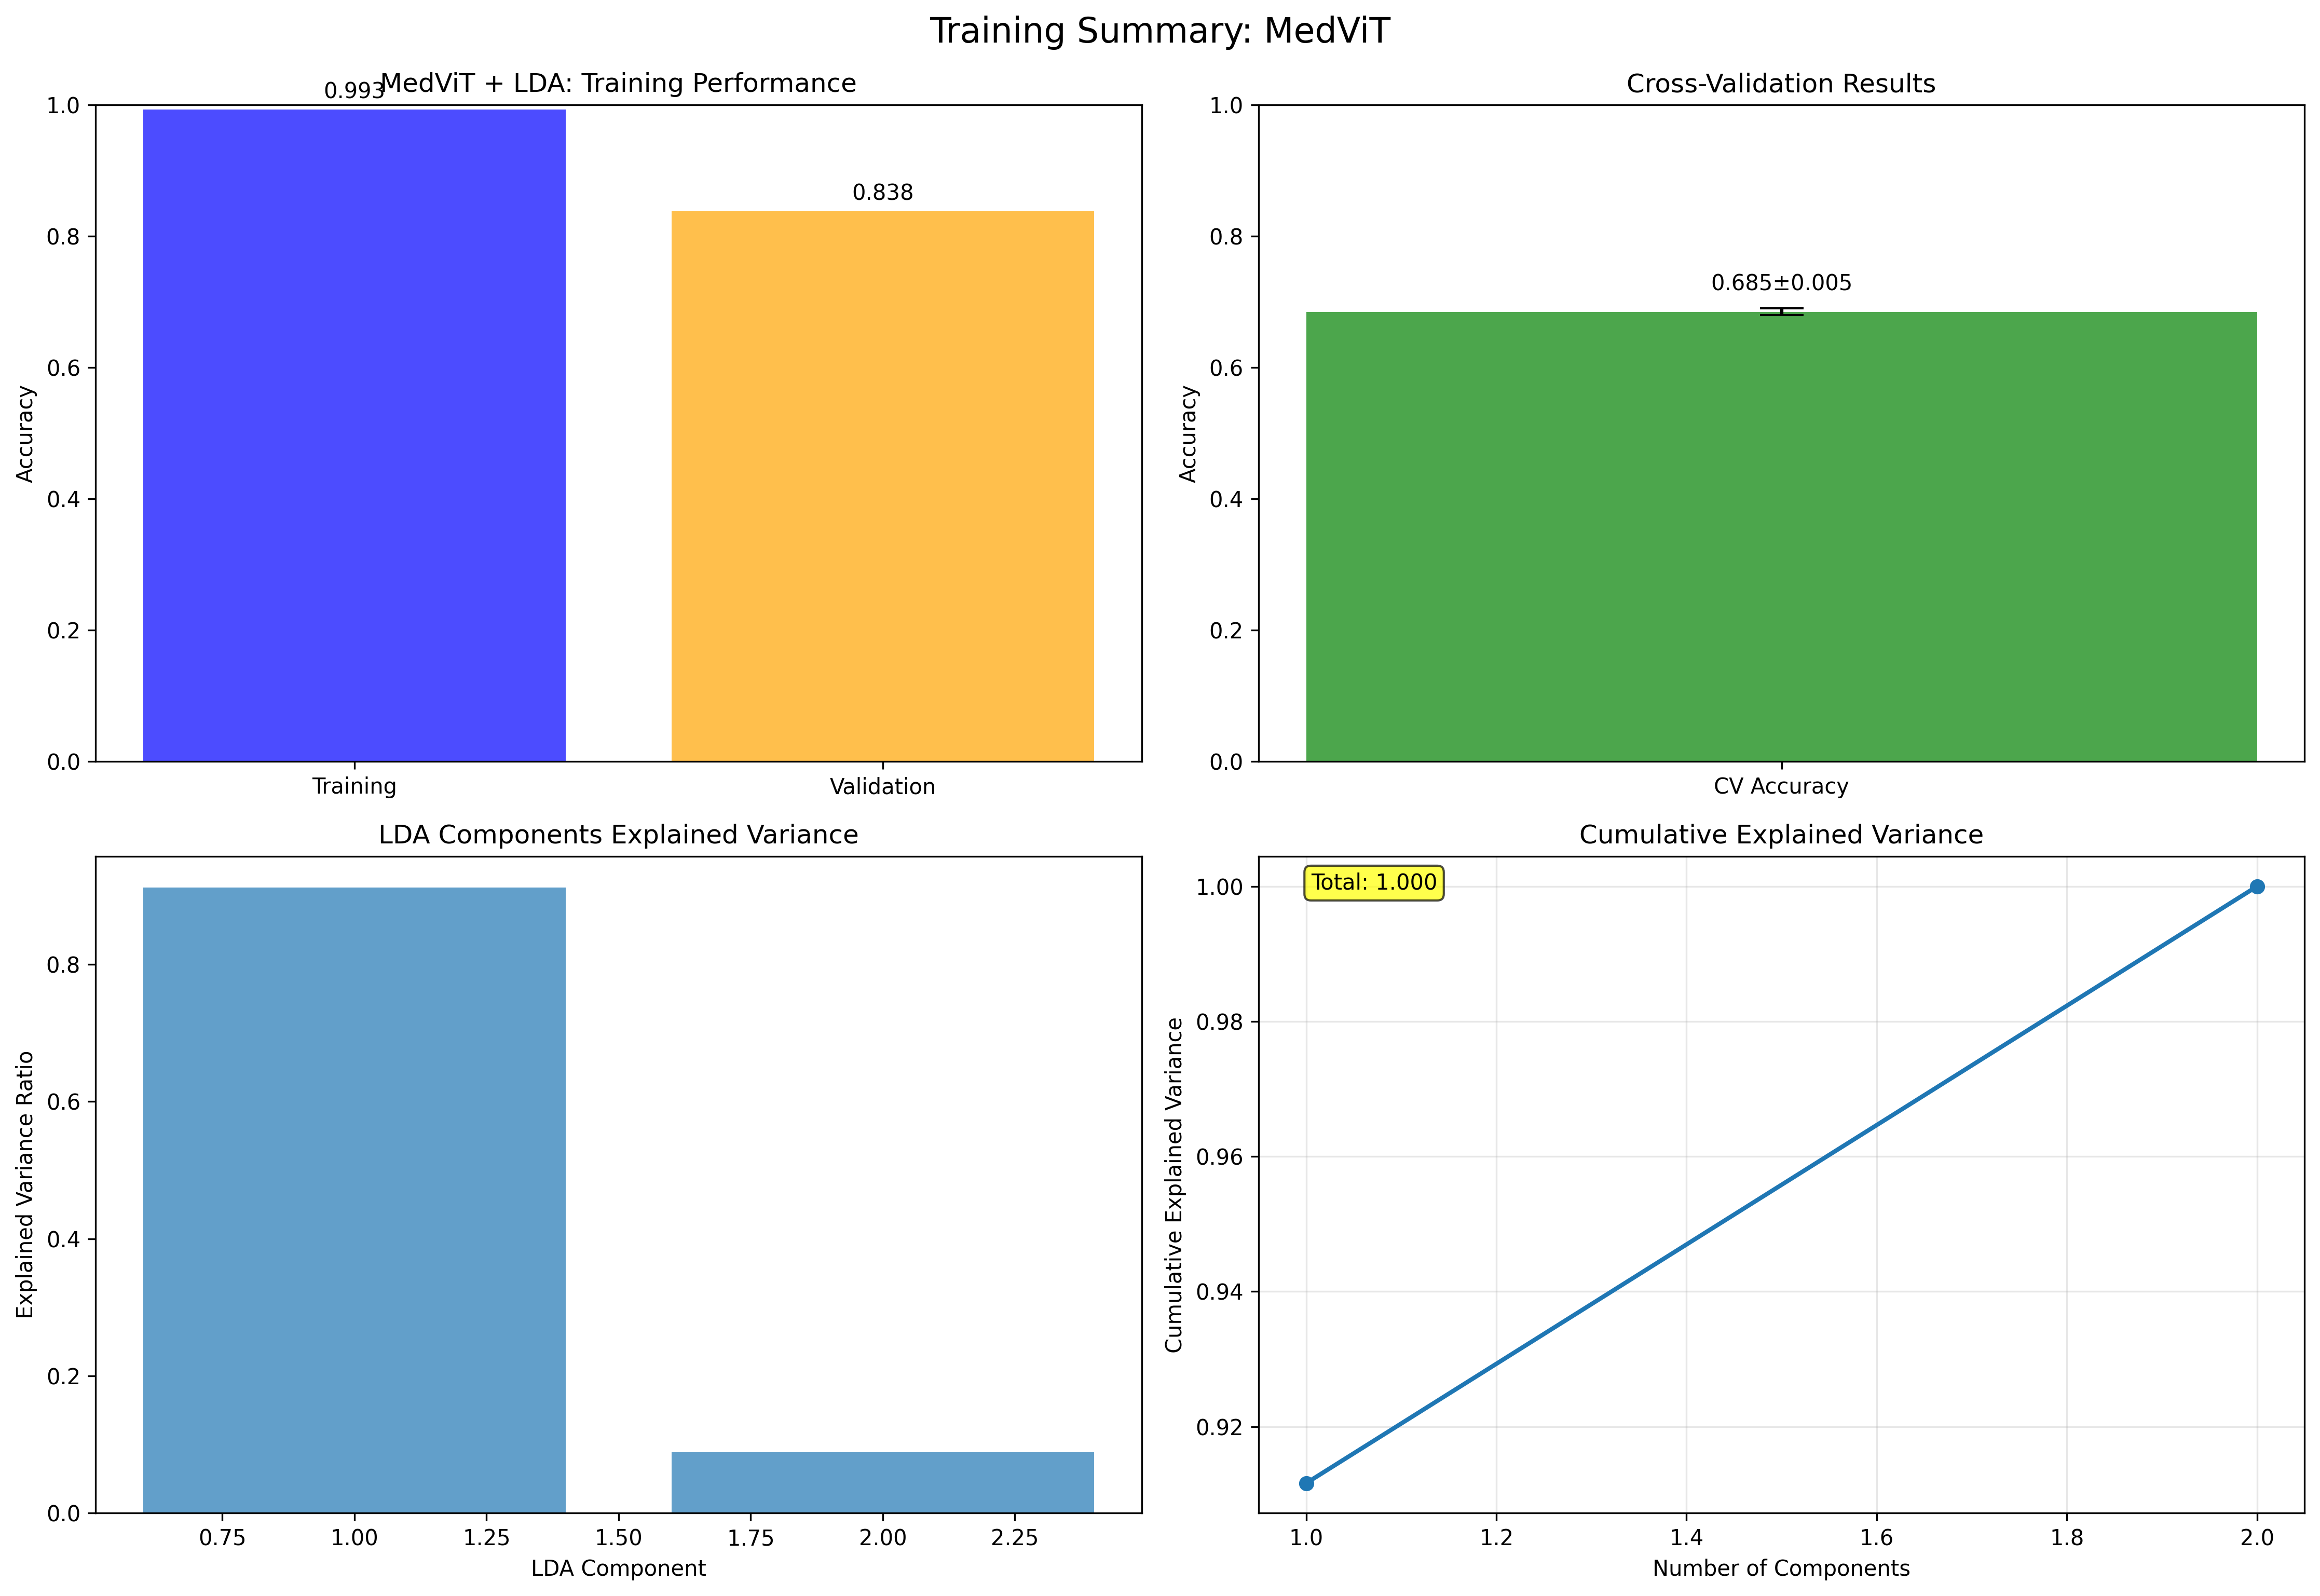 Training Summary: MedViT
MedViT + LDA: Training Performance
0.993
0.838
Accuracy
1.0
0.8
0.6
0.4
0.2
0.0
Training
Validation
Cross-Validation Results
0.685±0.005
Accuracy
1.0
0.8
0.6
0.4
0.2
0.0
CV Accuracy
LDA Components Explained Variance
Explained Variance Ratio
0.8
0.6
0.4
0.2
0.0
0.75 1.00 1.25 1.50 1.75 2.00 2.25
LDA Component
Cumulative Explained Variance
Total: 1.000
Cumulative Explained Variance
1.00
0.98
0.96
0.94
0.92
1.0 1.2 1.4 1.6 1.8 2.0
Number of Components